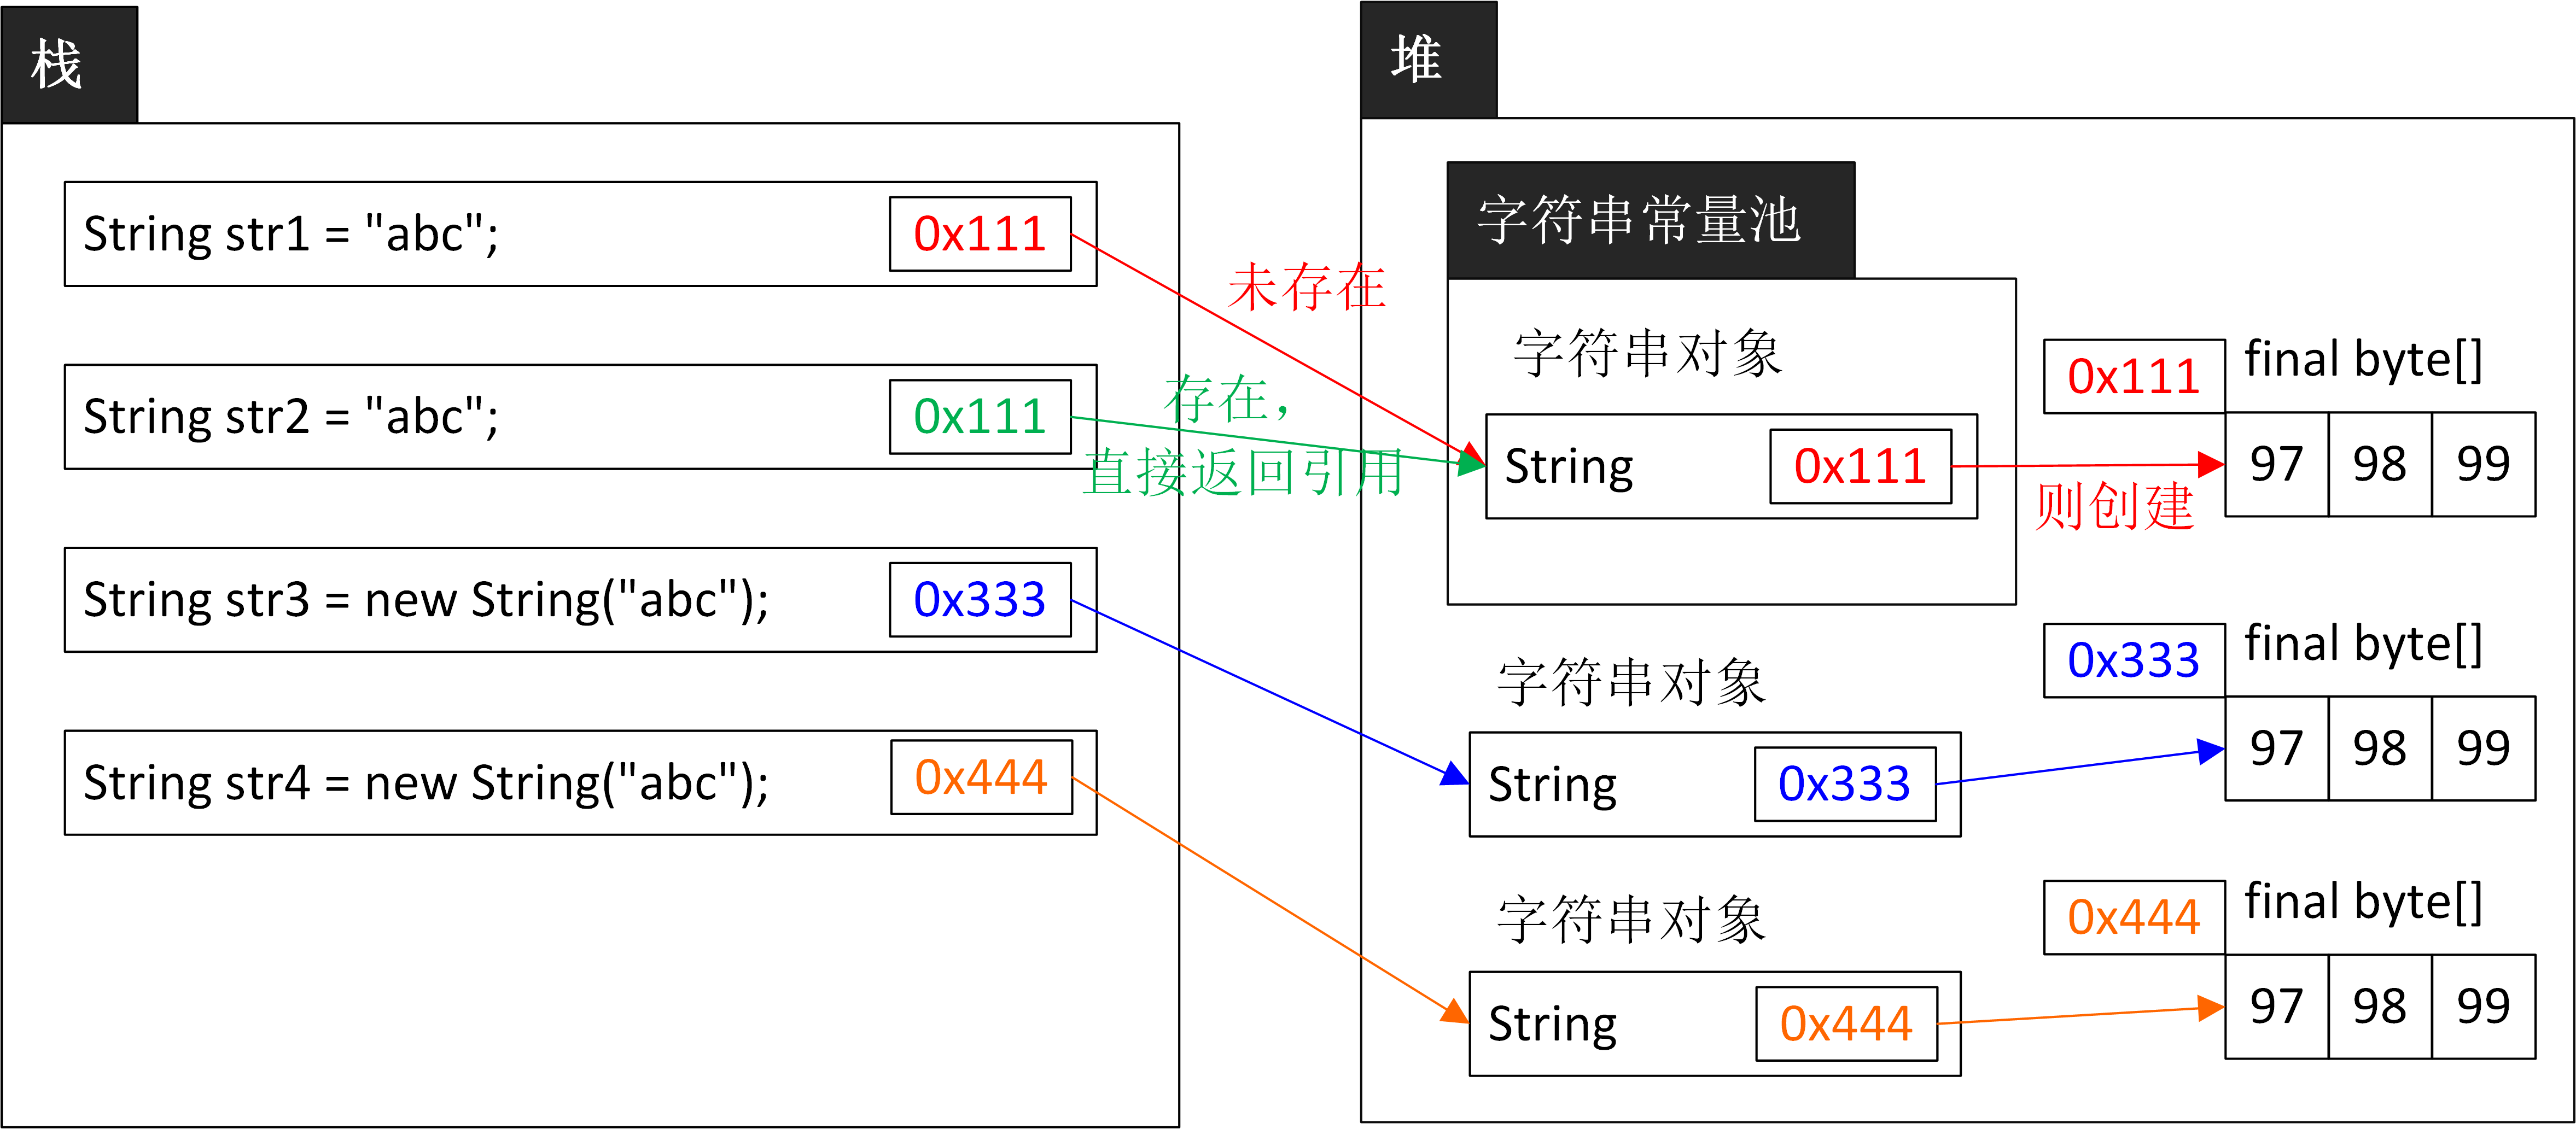 栈
String str1 = "abc";
0x111
String str2 = "abc";
0x111
String str3 = new String("abc");
0x333
String str4 = new String("abc");
0x444
未存在
存在，
直接返回引用
堆
字符串常量池
字符串对象
String
0x111
则创建
0x111
final byte[]
97 98 99
字符串对象
String
0x333
0x333
final byte[]
97 98 99
字符串对象
String
0x444
0x444
final byte[]
97 98 99